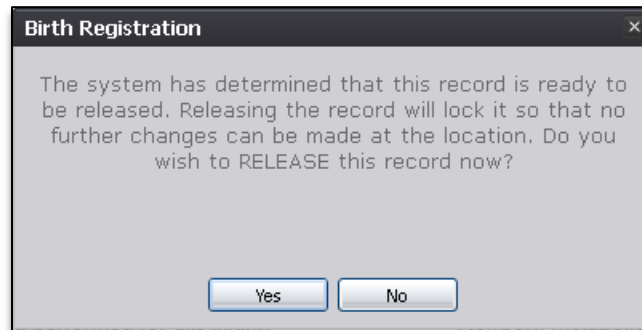 Birth Registration
The system has determined that this record is ready to
be released. Releasing the record will lock it so that no
further changes can be made at the location. Do you
wish to RELEASE this record now?
Yes No